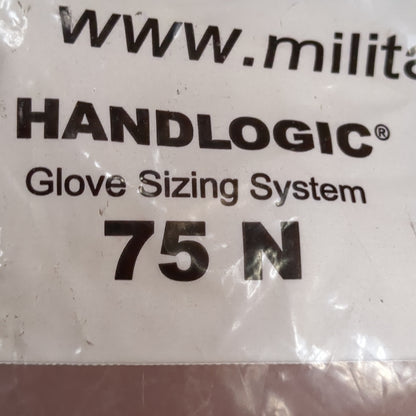 www.milita
HANDLOGIC®
Glove Sizing System
75 N